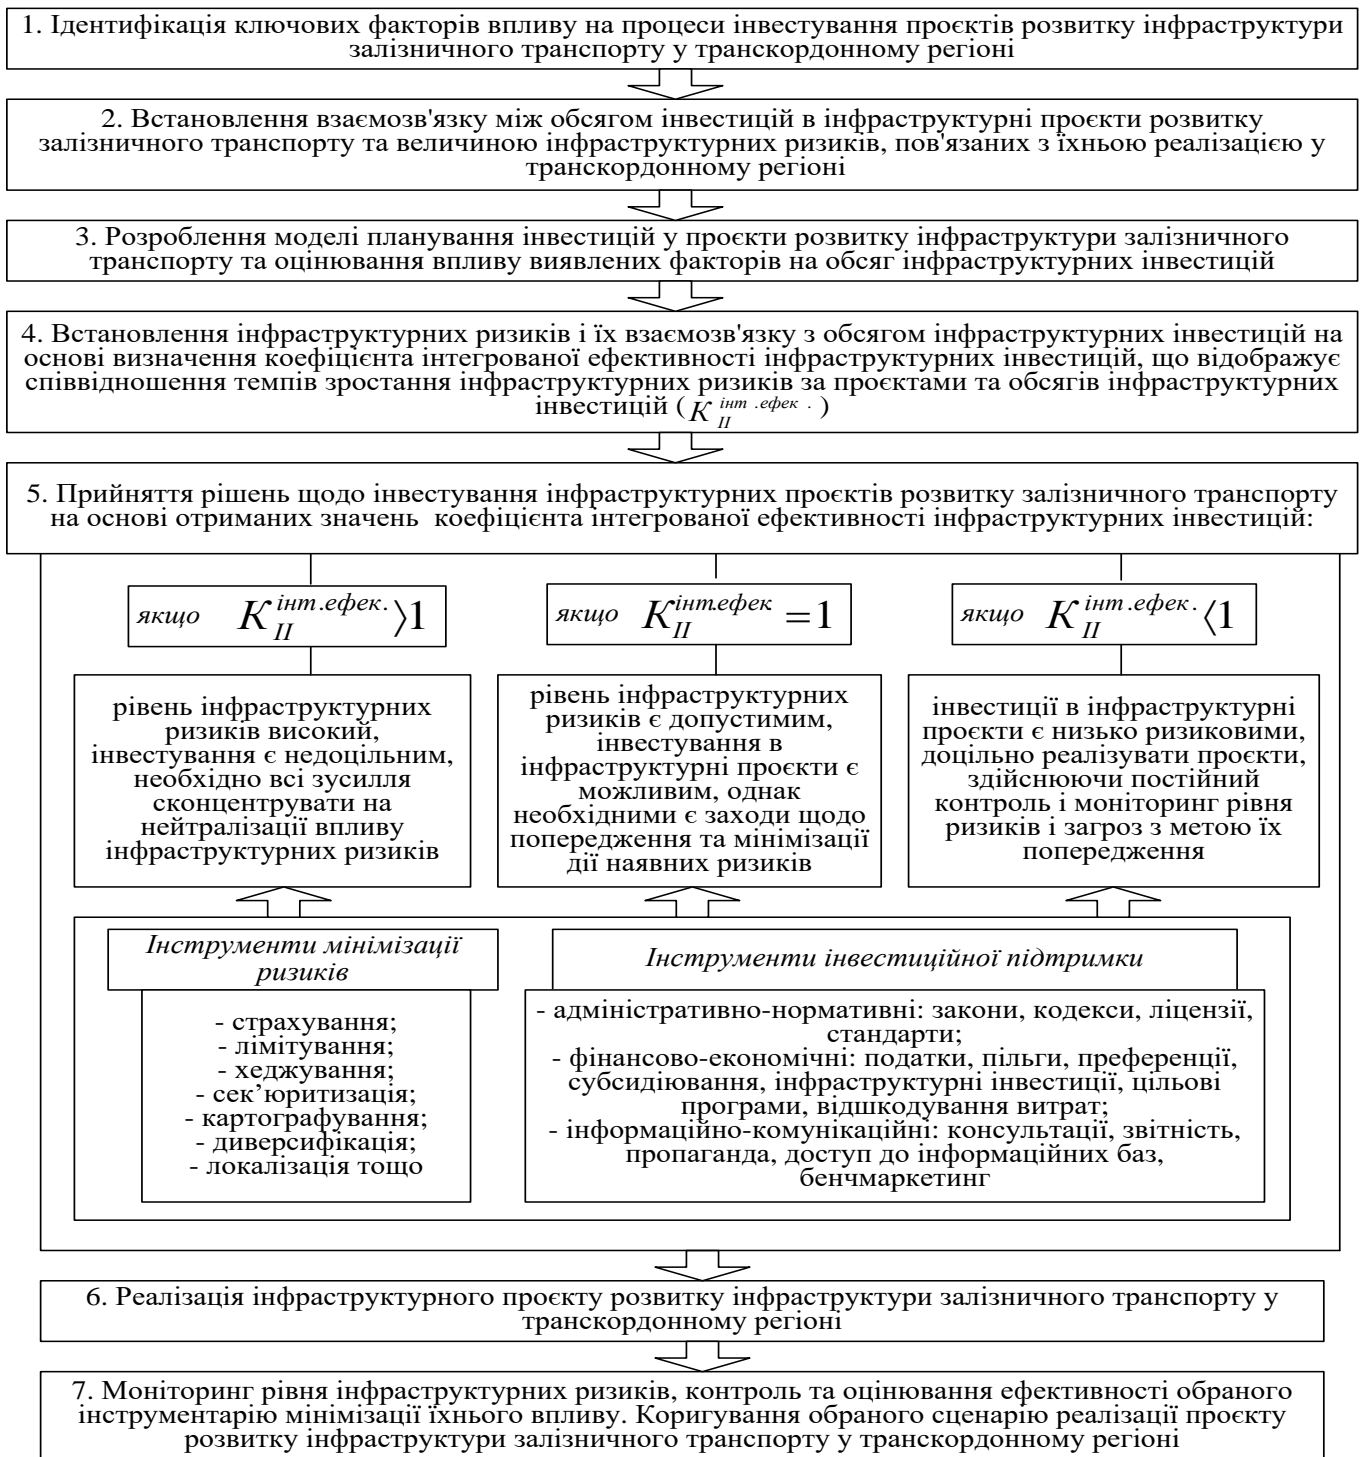 1. Ідентифікація ключових факторів впливу на процеси інвестування проєктів розвитку інфраструктури
залізничного транспорту у транскордонному регіоні
2. Встановлення взаємозв'язку між обсягом інвестицій в інфраструктурні проєкти розвитку
залізничного транспорту та величиною інфраструктурних ризиків, пов'язаних з їхньою реалізацією у
транскордонному регіоні
3. Розроблення моделі планування інвестицій у проєкти розвитку інфраструктури залізничного
транспорту та оцінювання впливу виявлених факторів на обсяг інфраструктурних інвестицій
4. Встановлення інфраструктурних ризиків і їх взаємозв'язку з обсягом інфраструктурних інвестицій на
основі визначення коефіцієнта інтегрованої ефективності інфраструктурних інвестицій, що відображує
співвідношення темпів зростання інфраструктурних ризиків за проєктами та обсягів інфраструктурних
інвестицій ( K II інт .ефек . )
5. Прийняття рішень щодо інвестування інфраструктурних проєктів розвитку залізничного транспорту
на основі отриманих значень коефіцієнта інтегрованої ефективності інфраструктурних інвестицій:
якщо K II інт.ефек. ⟩1
якщо K II інт.ефек =1
якщо K II інт.ефек. ⟨1
рівень інфраструктурних
ризиків високий,
інвестування є недоцільним,
необхідно всі зусилля
сконцентрувати на
нейтралізації впливу
інфраструктурних ризиків
рівень інфраструктурних
ризиків є допустимим,
інвестування в
інфраструктурні проєкти є
можливим, однак
необхідними є заходи щодо
попередження та мінімізації
дії наявних ризиків
інвестиції в інфраструктурні
проєкти є низько ризиковими,
доцільно реалізувати проєкти,
здійснюючи постійний
контроль і моніторинг рівня
ризиків і загроз з метою їх
попередження
Інструменти мінімізації
ризиків
- страхування;
- лімітування;
- хеджування;
- сек’юритизація;
- картографування;
- диверсифікація;
- локалізація тощо
Інструменти інвестиційної підтримки
- адміністративно-нормативні: закони, кодекси, ліцензії,
стандарти;
- фінансово-економічні: податки, пільги, преференції,
субсидіювання, інфраструктурні інвестиції, цільові
програми, відшкодування витрат;
- інформаційно-комунікаційні: консультації, звітність,
пропаганда, доступ до інформаційних баз,
бенчмаркетинг
6. Реалізація інфраструктурного проєкту розвитку інфраструктури залізничного транспорту у
транскордонному регіоні
7. Моніторинг рівня інфраструктурних ризиків, контроль та оцінювання ефективності обраного
інструментарію мінімізації їхнього впливу. Коригування обраного сценарію реалізації проєкту
розвитку інфраструктури залізничного транспорту у транскордонному регіоні